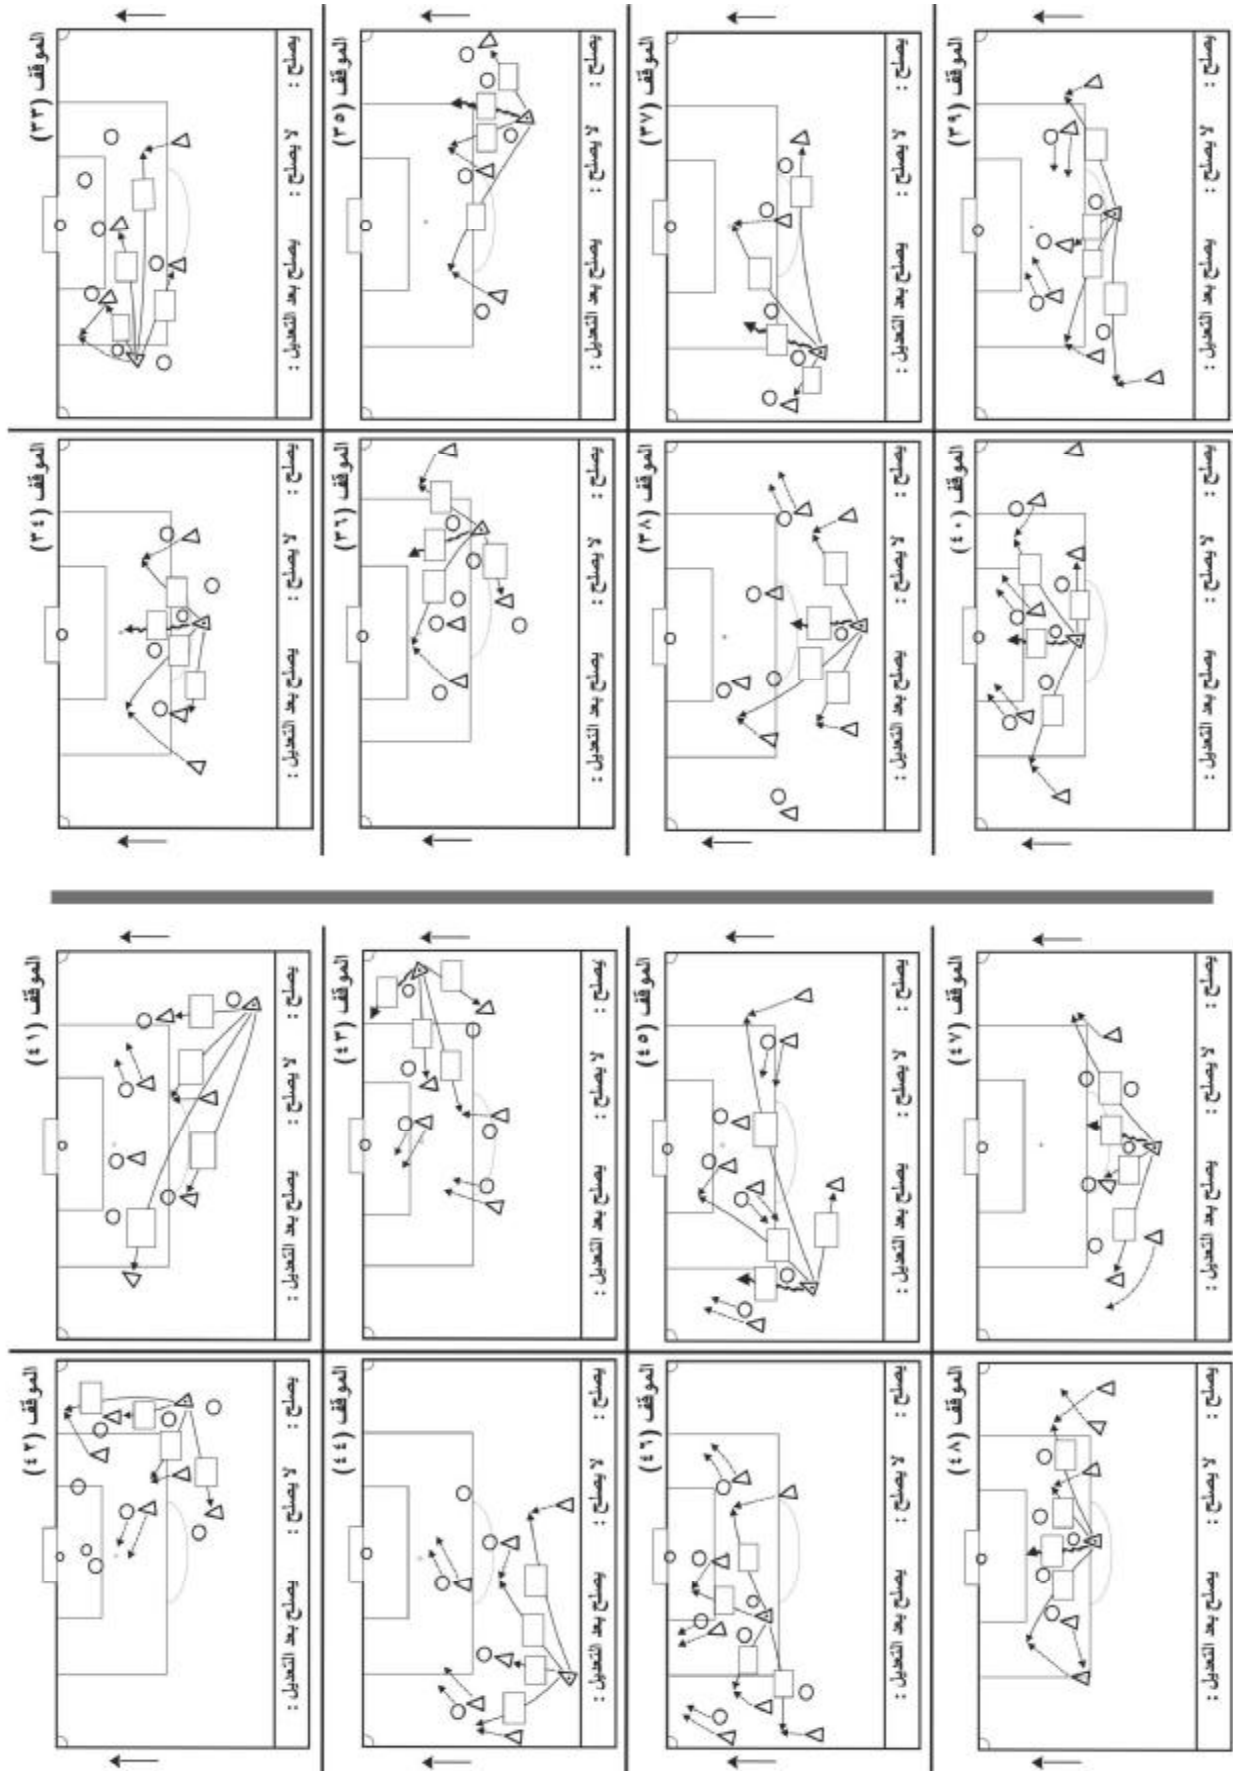 الموقف (٣٣)
يصلح : لا يصلح : يصلح بعد التعديل :
الموقف (٣٤)
يصلح : لا يصلح : يصلح بعد التعديل :
الموقف (٣٥)
يصلح : لا يصلح : يصلح بعد التعديل :
الموقف (٣٦)
يصلح : لا يصلح : يصلح بعد التعديل :
الموقف (٣٧)
يصلح : لا يصلح : يصلح بعد التعديل :
الموقف (٣٨)
يصلح : لا يصلح : يصلح بعد التعديل :
الموقف (٣٩)
يصلح : لا يصلح : يصلح بعد التعديل :
الموقف (٤٠)
يصلح : لا يصلح : يصلح بعد التعديل :
الموقف (٤١)
يصلح : لا يصلح : يصلح بعد التعديل :
الموقف (٤٢)
يصلح : لا يصلح : يصلح بعد التعديل :
الموقف (٤٣)
يصلح : لا يصلح : يصلح بعد التعديل :
الموقف (٤٤)
يصلح : لا يصلح : يصلح بعد التعديل :
الموقف (٤٥)
يصلح : لا يصلح : يصلح بعد التعديل :
الموقف (٤٦)
يصلح : لا يصلح : يصلح بعد التعديل :
الموقف (٤٧)
يصلح : لا يصلح : يصلح بعد التعديل :
الموقف (٤٨)
يصلح : لا يصلح : يصلح بعد التعديل :